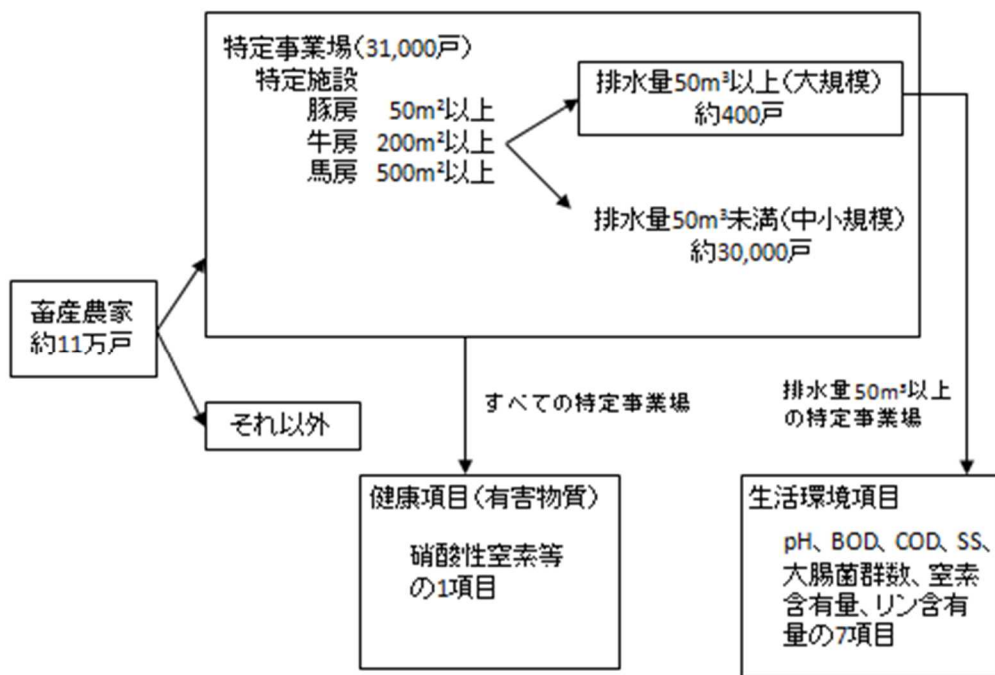 特定事業場(31,000戸)
特定施設
豚房 50m²以上
牛房 200m²以上
馬房 500m²以上
排水量50m³以上(大規模)
約400戸
排水量50m³未満(中小規模)
約30,000戸
畜産農家
約11万戸
それ以外
すべての特定事業場
排水量50m³以上
の特定事業場
健康項目(有害物質)
硝酸性窒素等
の1項目
生活環境項目
pH、BOD、COD、SS、
大腸菌群数、窒素
含有量、リン含有
量の7項目